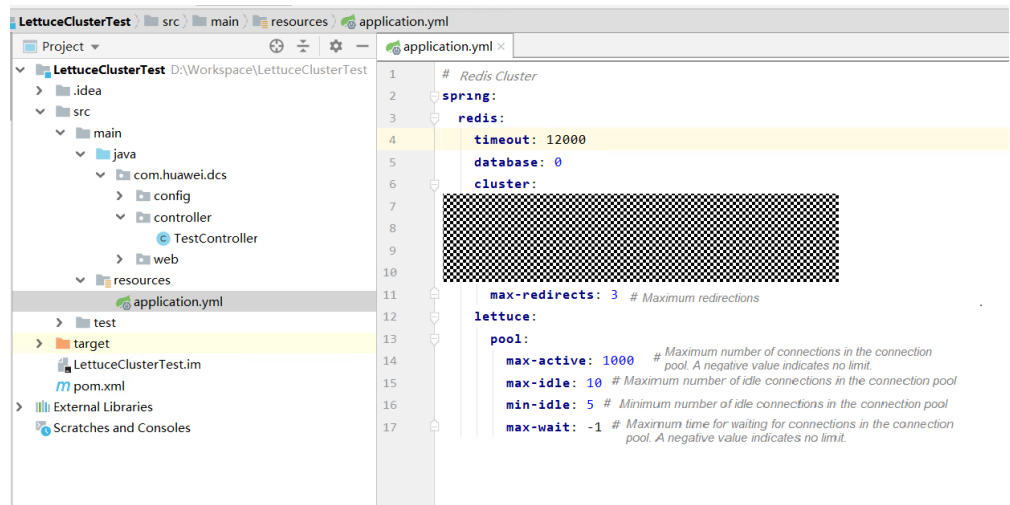 LettuceClusterTest src main resources application.yml
Project
application.yml
LettuceClusterTest D:\Workspace\LettuceClusterTest
.idea
src
main
java
com.huawei.dcs
config
controller
TestController
web
resources
application.yml
test
target
LettuceClusterTest.im
pom.xml
External Libraries
Scratches and Consoles
1 # Redis Cluster
2 spring:
3 redis:
4 timeout: 12000
5 database: 0
6 cluster:
7
8
9
10
11 max-redirects: 3 # Maximum redirections
12 lettuce:
13 pool:
14 max-active: 1000 # Maximum number of connections in the connection
pool. A negative value indicates no limit.
15 max-idle: 10 # Maximum number of idle connections in the connection pool
16 min-idle: 5 # Minimum number of idle connections in the connection pool
17 max-wait: -1 # Maximum time for waiting for connections in the connection
pool. A negative value indicates no limit.